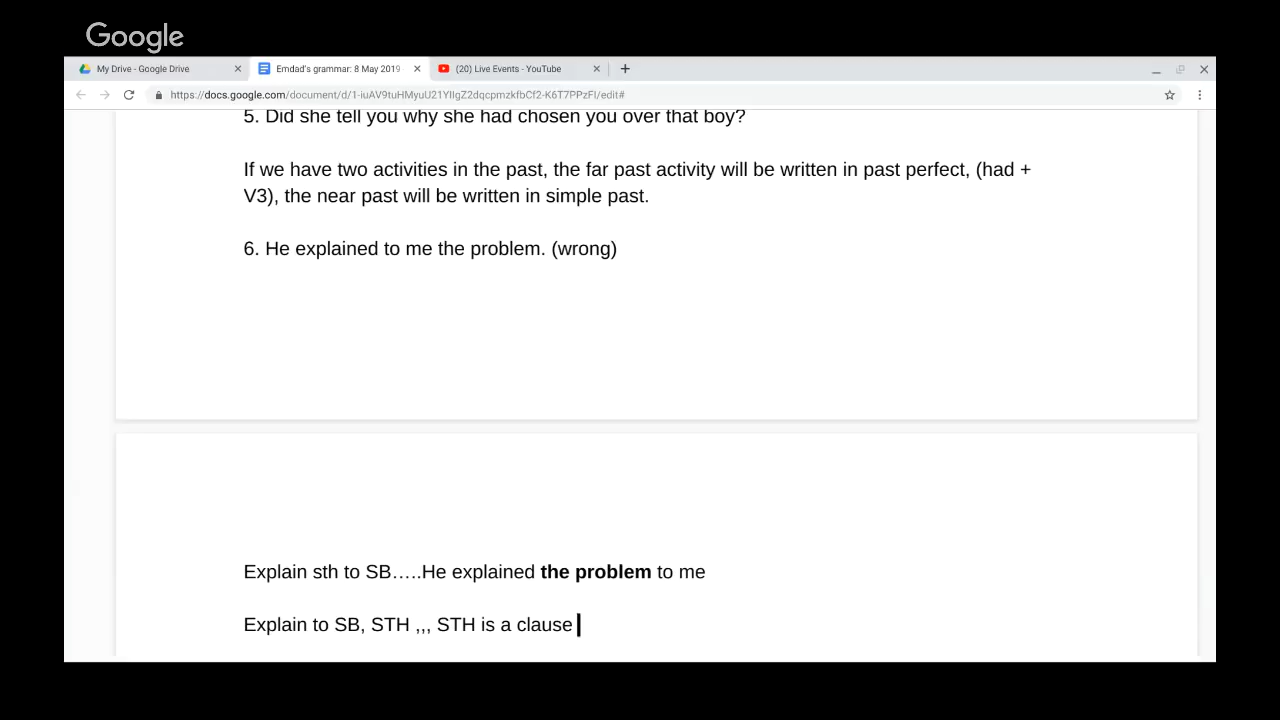 Google
My Drive - Google Drive
Emdad's grammar: 8 May 2019
(20) Live Events - YouTube
https://docs.google.com/document/d/1-iuAV9tuHMyuU21YIIgZ2dqcpmzkfbCf2-K6T7PPzFI/edit#
5. Did she tell you why she had chosen you over that boy?
If we have two activities in the past, the far past activity will be written in past perfect, (had +
V3), the near past will be written in simple past.
6. He explained to me the problem. (wrong)
Explain sth to SB…..He explained the problem to me
Explain to SB, STH ,,, STH is a clause